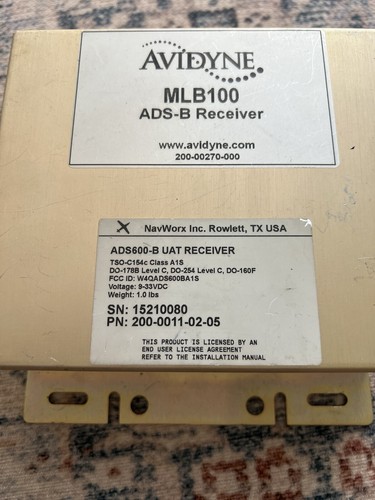 AVIDYNE
MLB100
ADS-B Receiver
www.avidyne.com
200-00270-000
NavWorx Inc. Rowlett, TX USA
ADS600-B UAT RECEIVER
TSO-C154c Class A1S
DO-178B Level C, DO-254 Level C, DO-160F
FCC ID: W4QADS600BA1S
Voltage: 9-33VDC
Weight: 1.0 lbs
SN: 15210080
PN: 200-0011-02-05
THIS PRODUCT IS LICENSED BY AN
END USER LICENSE AGREEMENT
REFER TO THE INSTALLATION MANUAL